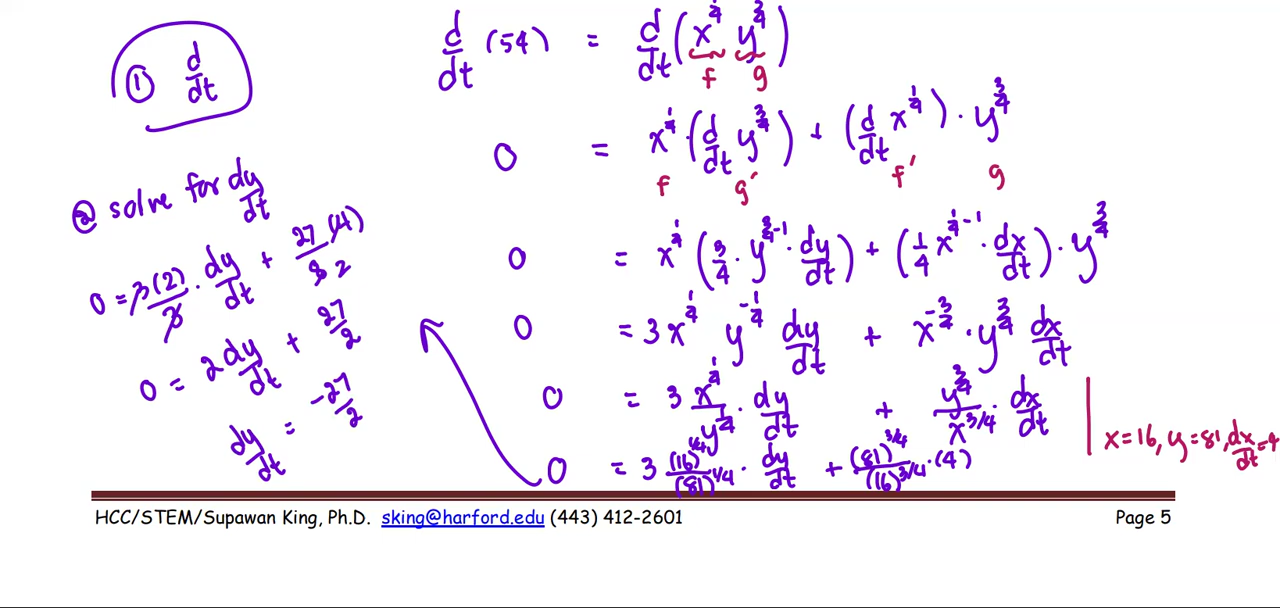 ① d/dt
d/dt (54) = d/dt (x^{1/4} y^{3/4})
f g
0 = x^{1/4} · (d/dt y^{3/4}) + (d/dt x^{1/4}) · y^{3/4}
f g' f' g
0 = x^{1/4} (3/4 · y^{3/4-1} · dy/dt) + (1/4 x^{1/4-1} · dx/dt) · y^{3/4}
0 = 3x^{1/4} y^{-1/4} dy/dt + x^{-3/4} · y^{3/4} dx/dt
0 = 3 x^{1/4}/y^{1/4} · dy/dt + y^{3/4}/x^{3/4} · dx/dt
x=16, y=81, dx/dt=4
0 = 3 (16)^{1/4}/(81)^{1/4} · dy/dt + (81)^{3/4}/(16)^{3/4} · (4)
② solve for dy/dt
0 = 3(2)/3 · dy/dt + 27(4)/8 2
0 = 2 dy/dt + 27/2
dy/dt = -27/2
HCC/STEM/Supawan King, Ph.D. sking@harford.edu (443) 412-2601 Page 5